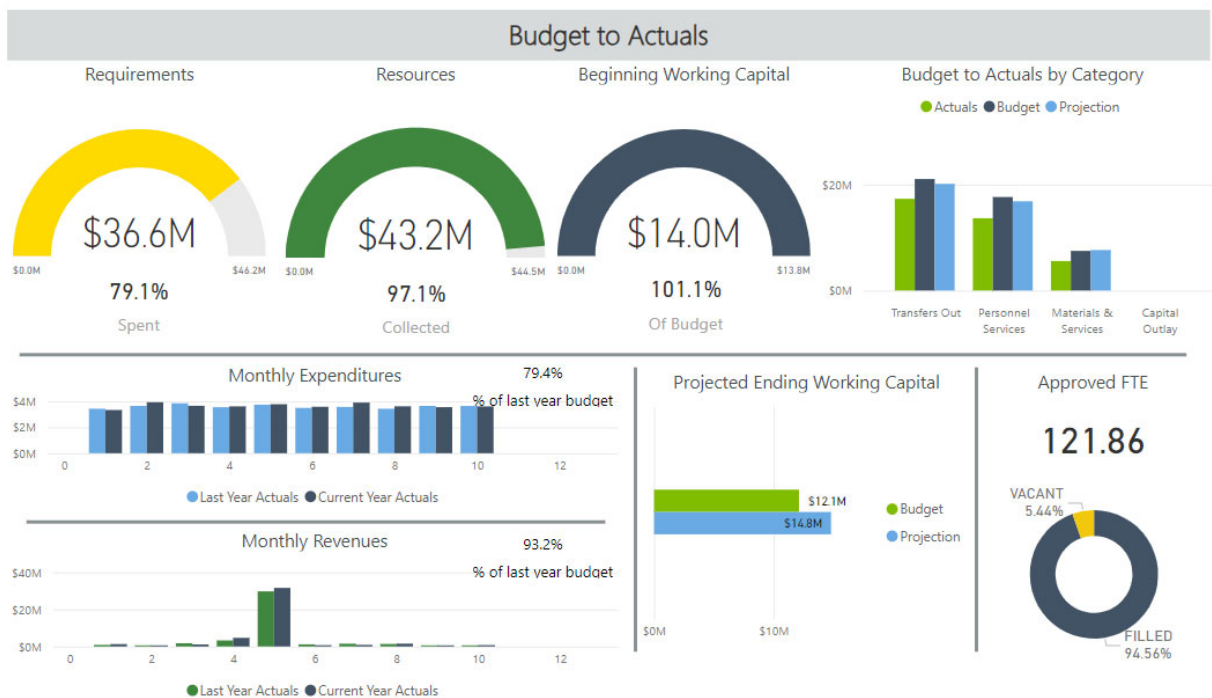 Budget to Actuals
Requirements
$36.6M
$0.0M
$46.2M
79.1%
Spent
Resources
$43.2M
$0.0M
$44.5M
97.1%
Collected
Beginning Working Capital
$14.0M
$0.0M
$13.8M
101.1%
Of Budget
Budget to Actuals by Category
Actuals Budget Projection
$20M
$0M
Transfers Out
Personnel
Services
Materials &
Services
Capital
Outlay
Monthly Expenditures
79.4%
% of last year budget
$4M
$2M
$0M
0 2 4 6 8 10 12
Last Year Actuals Current Year Actuals
Monthly Revenues
93.2%
% of last year budget
$40M
$20M
$0M
0 2 4 6 8 10 12
Last Year Actuals Current Year Actuals
Projected Ending Working Capital
$12.1M
$14.8M
Budget
Projection
$0M $10M
Approved FTE
121.86
VACANT
5.44%
FILLED
94.56%